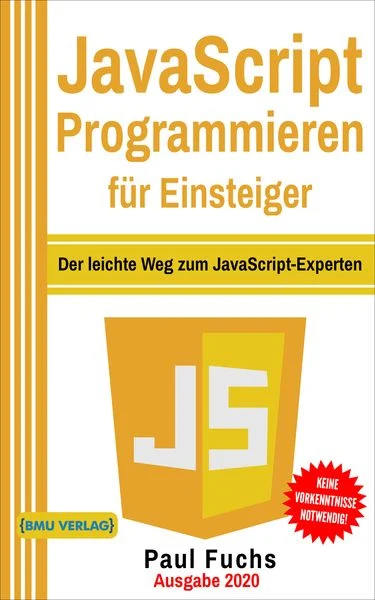 JavaScript
Programmieren
für Einsteiger
Der leichte Weg zum JavaScript-Experten
JS
KEINE
VORKENNTNISSE
NOTWENDIG!
{BMU VERLAG}
Paul Fuchs
Ausgabe 2020